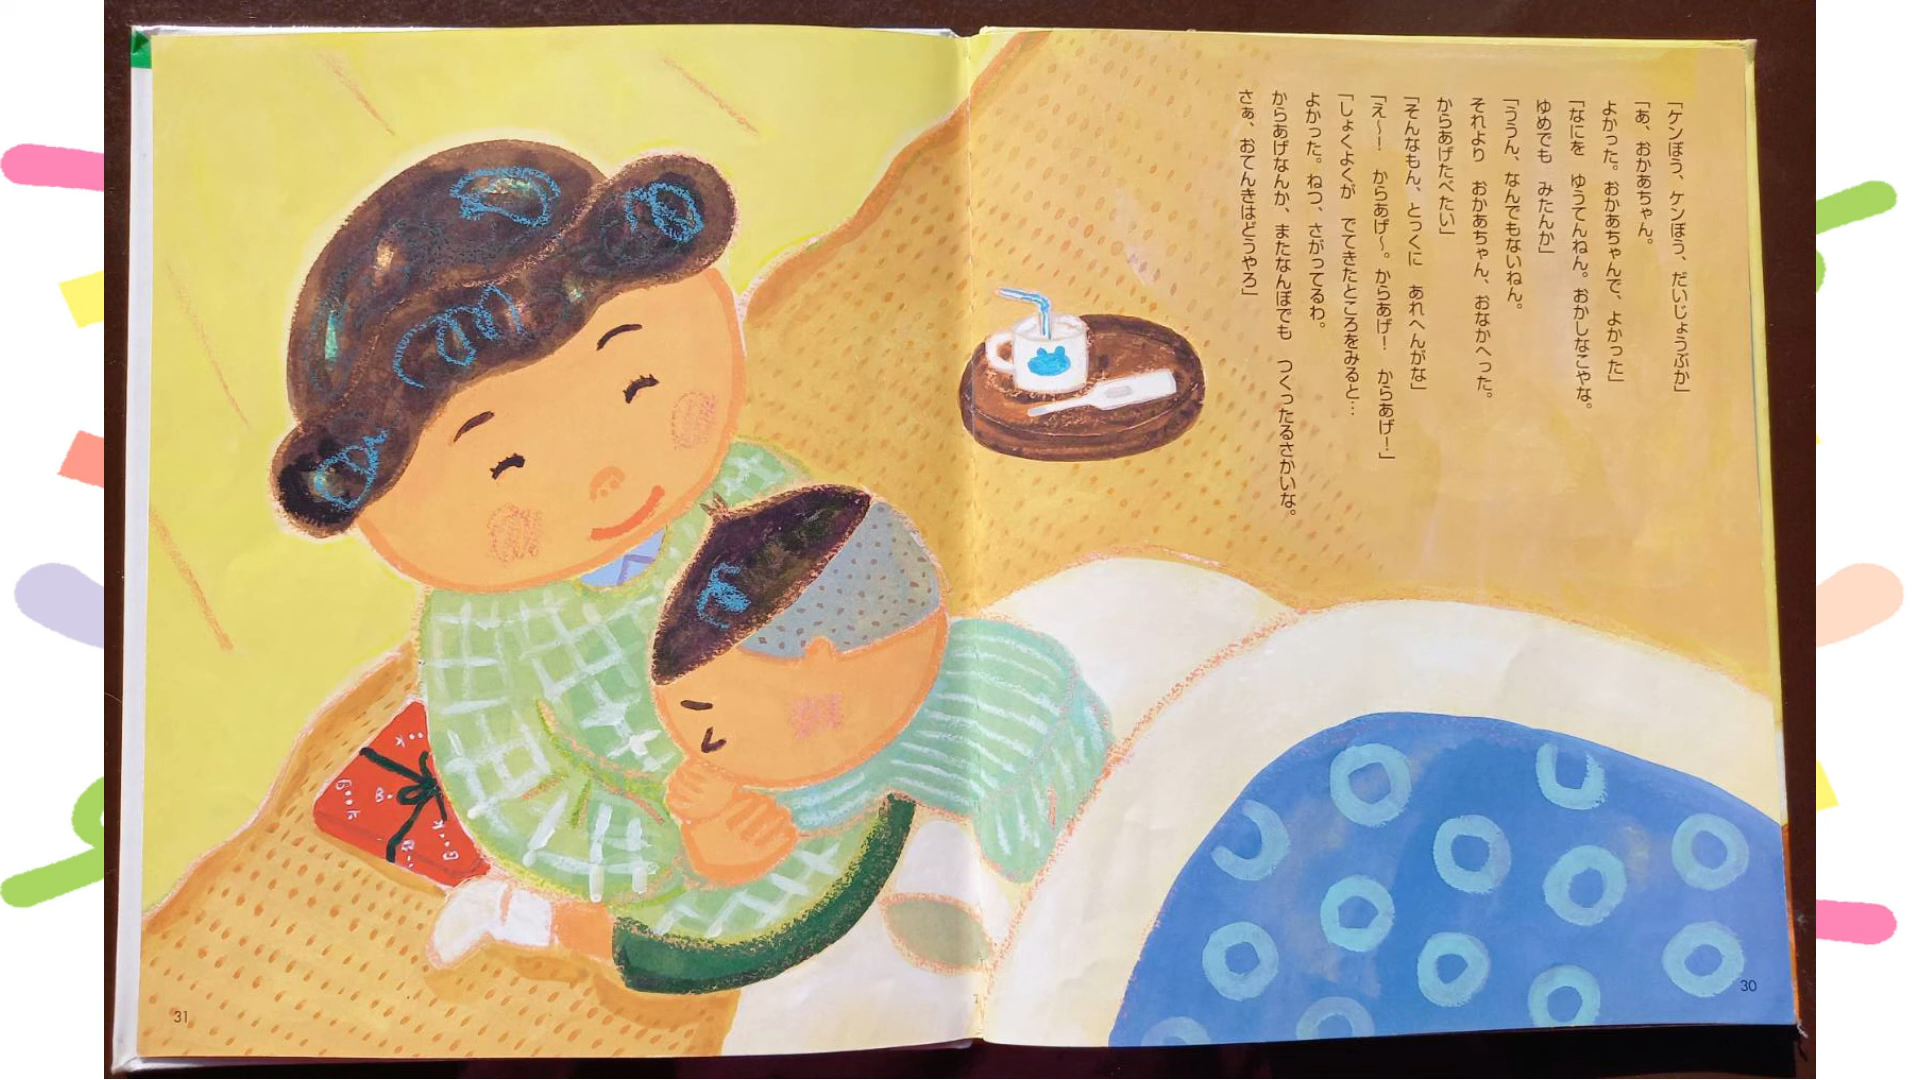 「ケンぼう、ケンぼう、だいじょうぶか」
「あ、おかあちゃん。
よかった。おかあちゃんで、よかった」
「なにを　ゆうてんねん。おかしなこやな。
ゆめでも　みたんか」
「ううん、なんでもないねん。
それより　おかあちゃん、おなかへった。
からあげたべたい」
「そんなもん、とっくに　あれへんがな」
「え〜！　からあげ〜。からあげ！　からあげ！」
「しょくよくが　でてきたところをみると…
よかった。ねつ、さがってるわ。
からあげなんか、またなんぼでも　つくったるさかいな。
さぁ、おてんきはどうやろ」
30
31